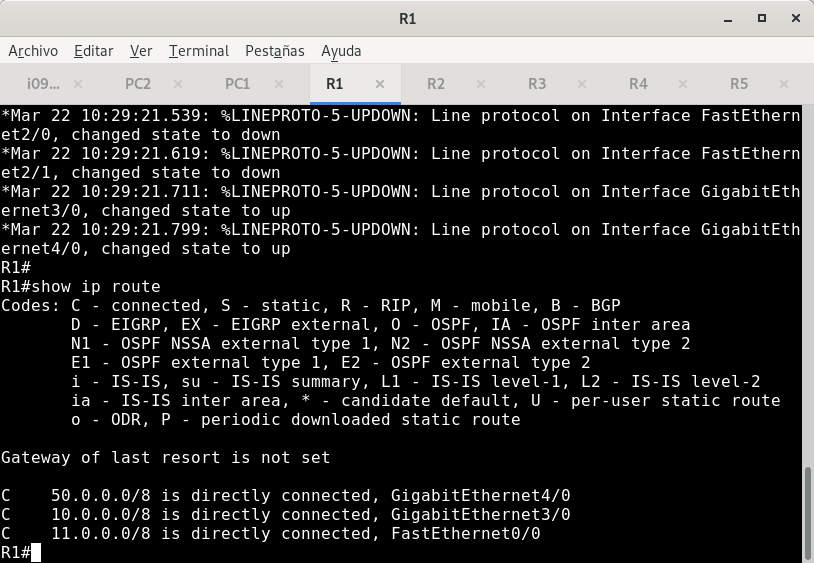 R1
Archivo Editar Ver Terminal Pestañas Ayuda
i09... PC2 PC1 R1 R2 R3 R4 R5
*Mar 22 10:29:21.539: %LINEPROTO-5-UPDOWN: Line protocol on Interface FastEthern
et2/0, changed state to down
*Mar 22 10:29:21.619: %LINEPROTO-5-UPDOWN: Line protocol on Interface FastEthern
et2/1, changed state to down
*Mar 22 10:29:21.711: %LINEPROTO-5-UPDOWN: Line protocol on Interface GigabitEth
ernet3/0, changed state to up
*Mar 22 10:29:21.799: %LINEPROTO-5-UPDOWN: Line protocol on Interface GigabitEth
ernet4/0, changed state to up
R1#
R1#show ip route
Codes: C - connected, S - static, R - RIP, M - mobile, B - BGP
       D - EIGRP, EX - EIGRP external, O - OSPF, IA - OSPF inter area
       N1 - OSPF NSSA external type 1, N2 - OSPF NSSA external type 2
       E1 - OSPF external type 1, E2 - OSPF external type 2
       i - IS-IS, su - IS-IS summary, L1 - IS-IS level-1, L2 - IS-IS level-2
       ia - IS-IS inter area, * - candidate default, U - per-user static route
       o - ODR, P - periodic downloaded static route

Gateway of last resort is not set

C    50.0.0.0/8 is directly connected, GigabitEthernet4/0
C    10.0.0.0/8 is directly connected, GigabitEthernet3/0
C    11.0.0.0/8 is directly connected, FastEthernet0/0
R1#